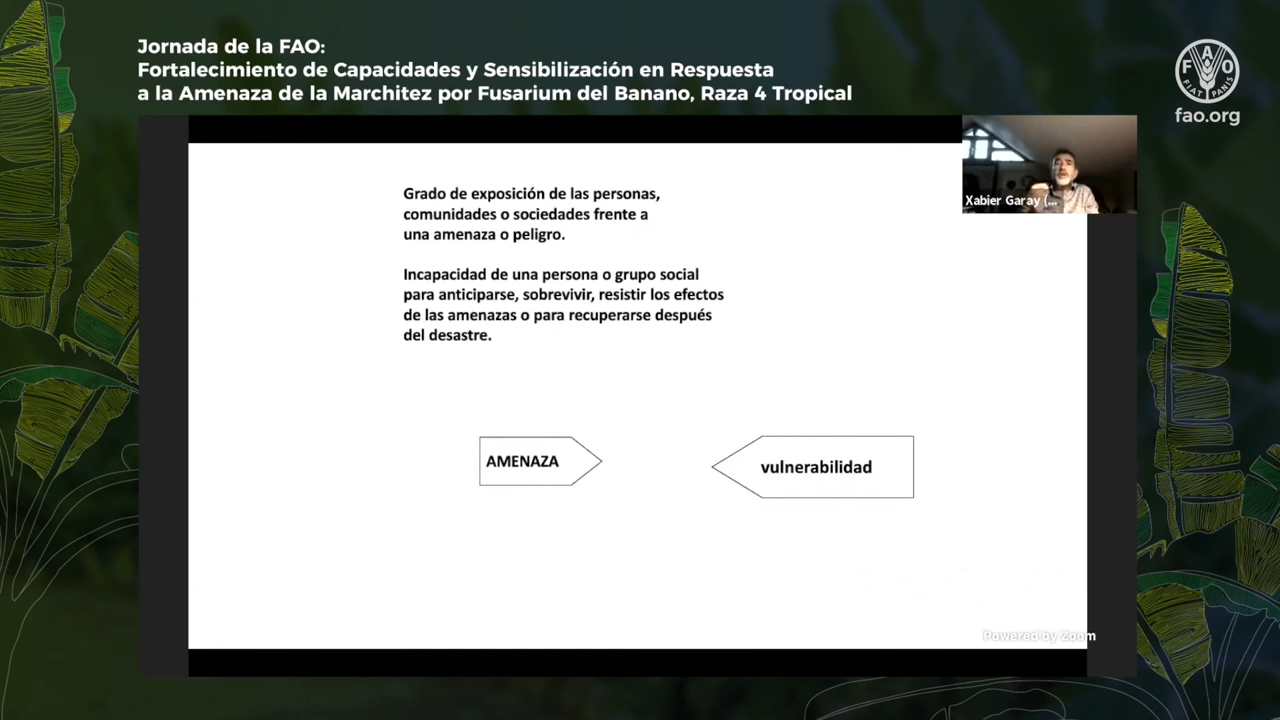 Jornada de la FAO:
Fortalecimiento de Capacidades y Sensibilización en Respuesta
a la Amenaza de la Marchitez por Fusarium del Banano, Raza 4 Tropical
F A O
FIAT PANIS
fao.org
Xabier Garay (...
Grado de exposición de las personas,
comunidades o sociedades frente a
una amenaza o peligro.
Incapacidad de una persona o grupo social
para anticiparse, sobrevivir, resistir los efectos
de las amenazas o para recuperarse después
del desastre.
AMENAZA
vulnerabilidad
Powered by Zoom